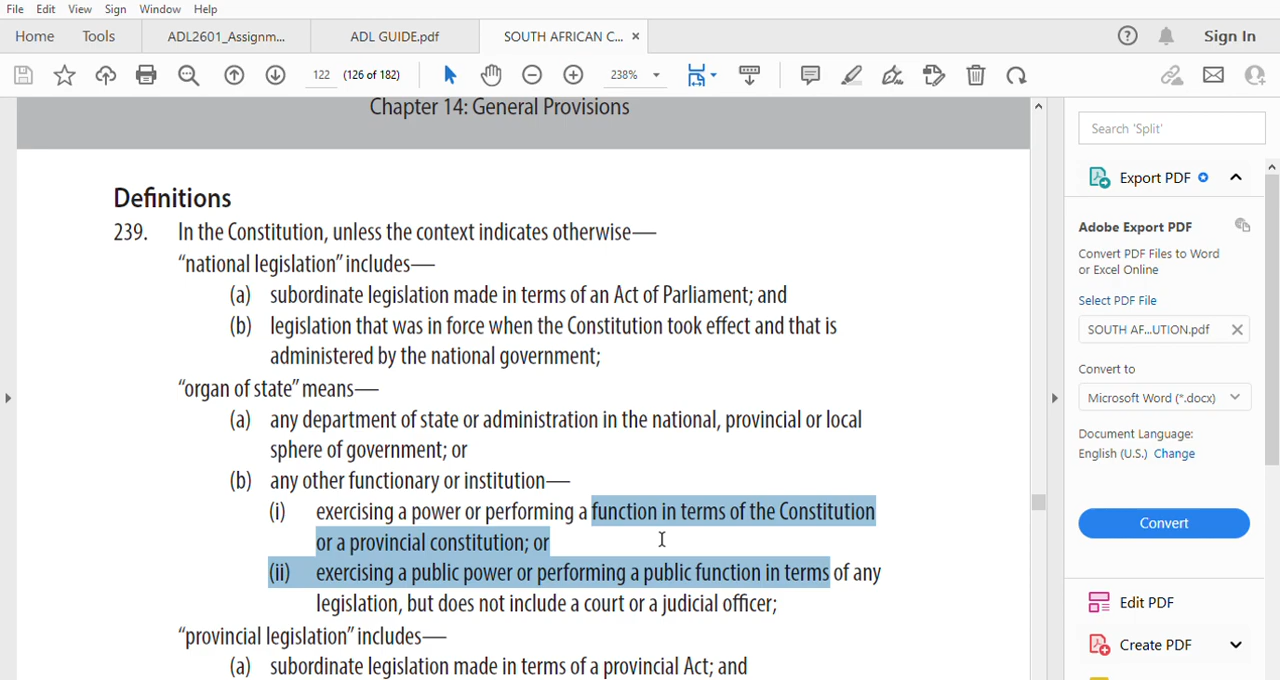 File Edit View Sign Window Help
Home Tools ADL2601_Assignm... ADL GUIDE.pdf SOUTH AFRICAN C... × Sign In
122 (126 of 182) 238%
Chapter 14: General Provisions
Search 'Split'
Definitions
239. In the Constitution, unless the context indicates otherwise—
“national legislation” includes—
(a) subordinate legislation made in terms of an Act of Parliament; and
(b) legislation that was in force when the Constitution took effect and that is
administered by the national government;
“organ of state” means—
(a) any department of state or administration in the national, provincial or local
sphere of government; or
(b) any other functionary or institution—
(i) exercising a power or performing a function in terms of the Constitution
or a provincial constitution; or
(ii) exercising a public power or performing a public function in terms of any
legislation, but does not include a court or a judicial officer;
“provincial legislation” includes—
(a) subordinate legislation made in terms of a provincial Act; and
Export PDF
Adobe Export PDF
Convert PDF Files to Word
or Excel Online
Select PDF File
SOUTH AF...UTION.pdf
Convert to
Microsoft Word (*.docx)
Document Language:
English (U.S.) Change
Convert
Edit PDF
Create PDF